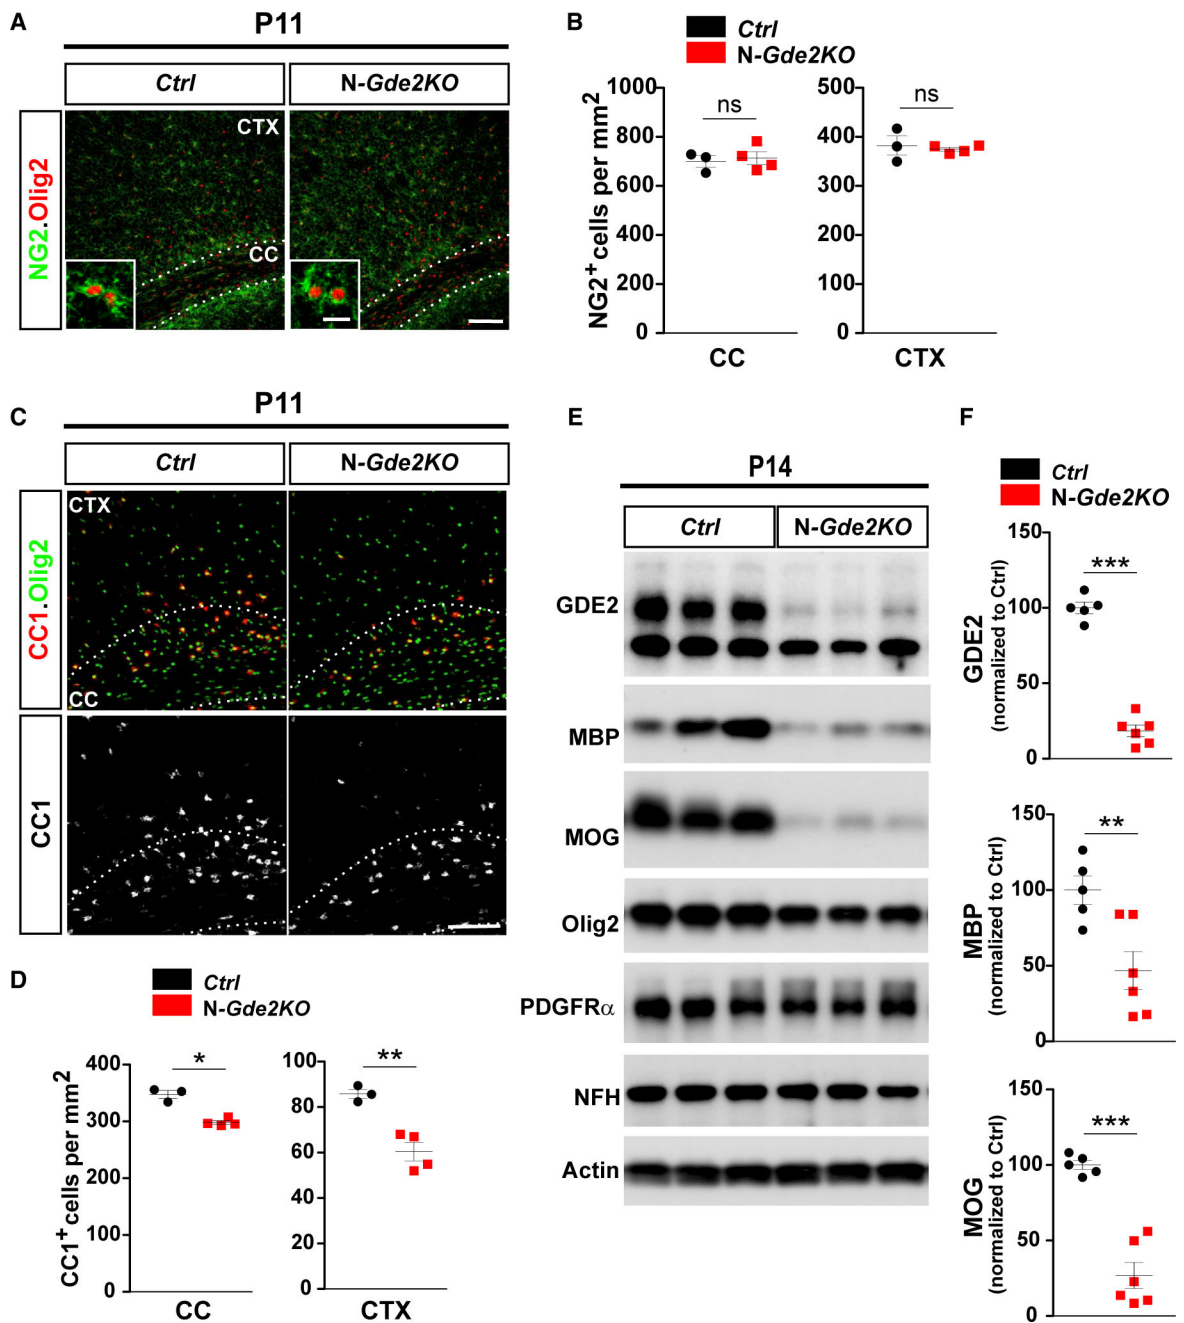 A
P11
Ctrl
N-Gde2KO
NG2.Olig2
CTX
CC
B
Ctrl
N-Gde2KO
NG2+ cells per mm2
1000
800
600
400
200
0
ns
CC
500
400
300
200
100
0
ns
CTX
C
P11
Ctrl
N-Gde2KO
CC1.Olig2
CTX
CC
CC1
D
Ctrl
N-Gde2KO
CC1+ cells per mm2
400
300
200
100
0
*
CC
100
80
60
40
20
0
**
CTX
E
P14
Ctrl
N-Gde2KO
GDE2
MBP
MOG
Olig2
PDGFRα
NFH
Actin
F
Ctrl
N-Gde2KO
GDE2
(normalized to Ctrl)
150
100
50
0
***
MBP
(normalized to Ctrl)
150
100
50
0
**
MOG
(normalized to Ctrl)
150
100
50
0
***